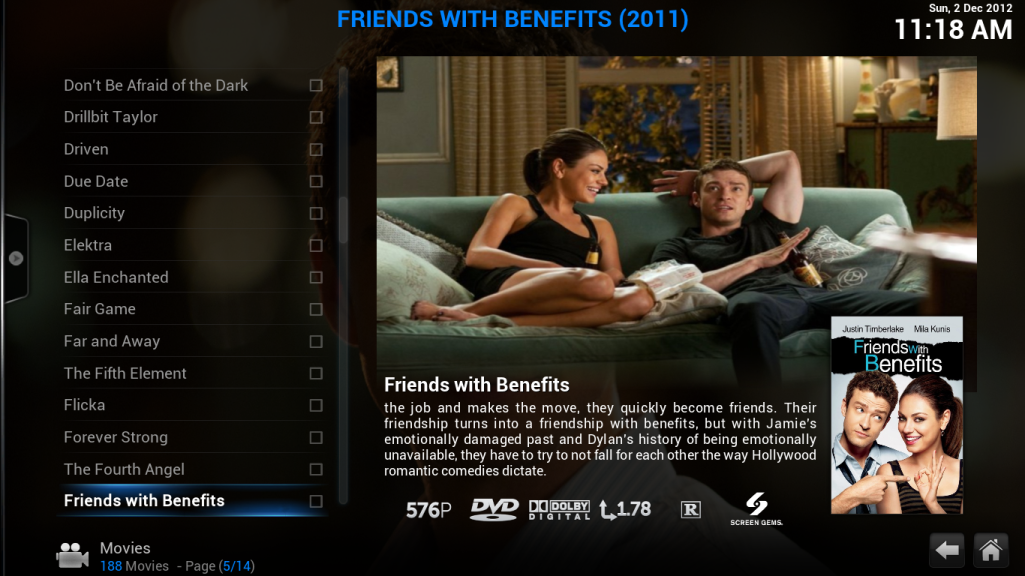 FRIENDS WITH BENEFITS (2011)
Sun, 2 Dec 2012
11:18 AM
Don't Be Afraid of the Dark
Drillbit Taylor
Driven
Due Date
Duplicity
Elektra
Ella Enchanted
Fair Game
Far and Away
The Fifth Element
Flicka
Forever Strong
The Fourth Angel
Friends with Benefits
Movies
188 Movies - Page (5/14)
Friends with Benefits
the job and makes the move, they quickly become friends. Their
friendship turns into a friendship with benefits, but with Jamie's
emotionally damaged past and Dylan's history of being emotionally
unavailable, they have to try to not fall for each other the way Hollywood
romantic comedies dictate.
576P
DVD
DOLBY
DIGITAL
1.78
R
SCREEN GEMS.
Justin Timberlake Mila Kunis
Friends with
Benefits